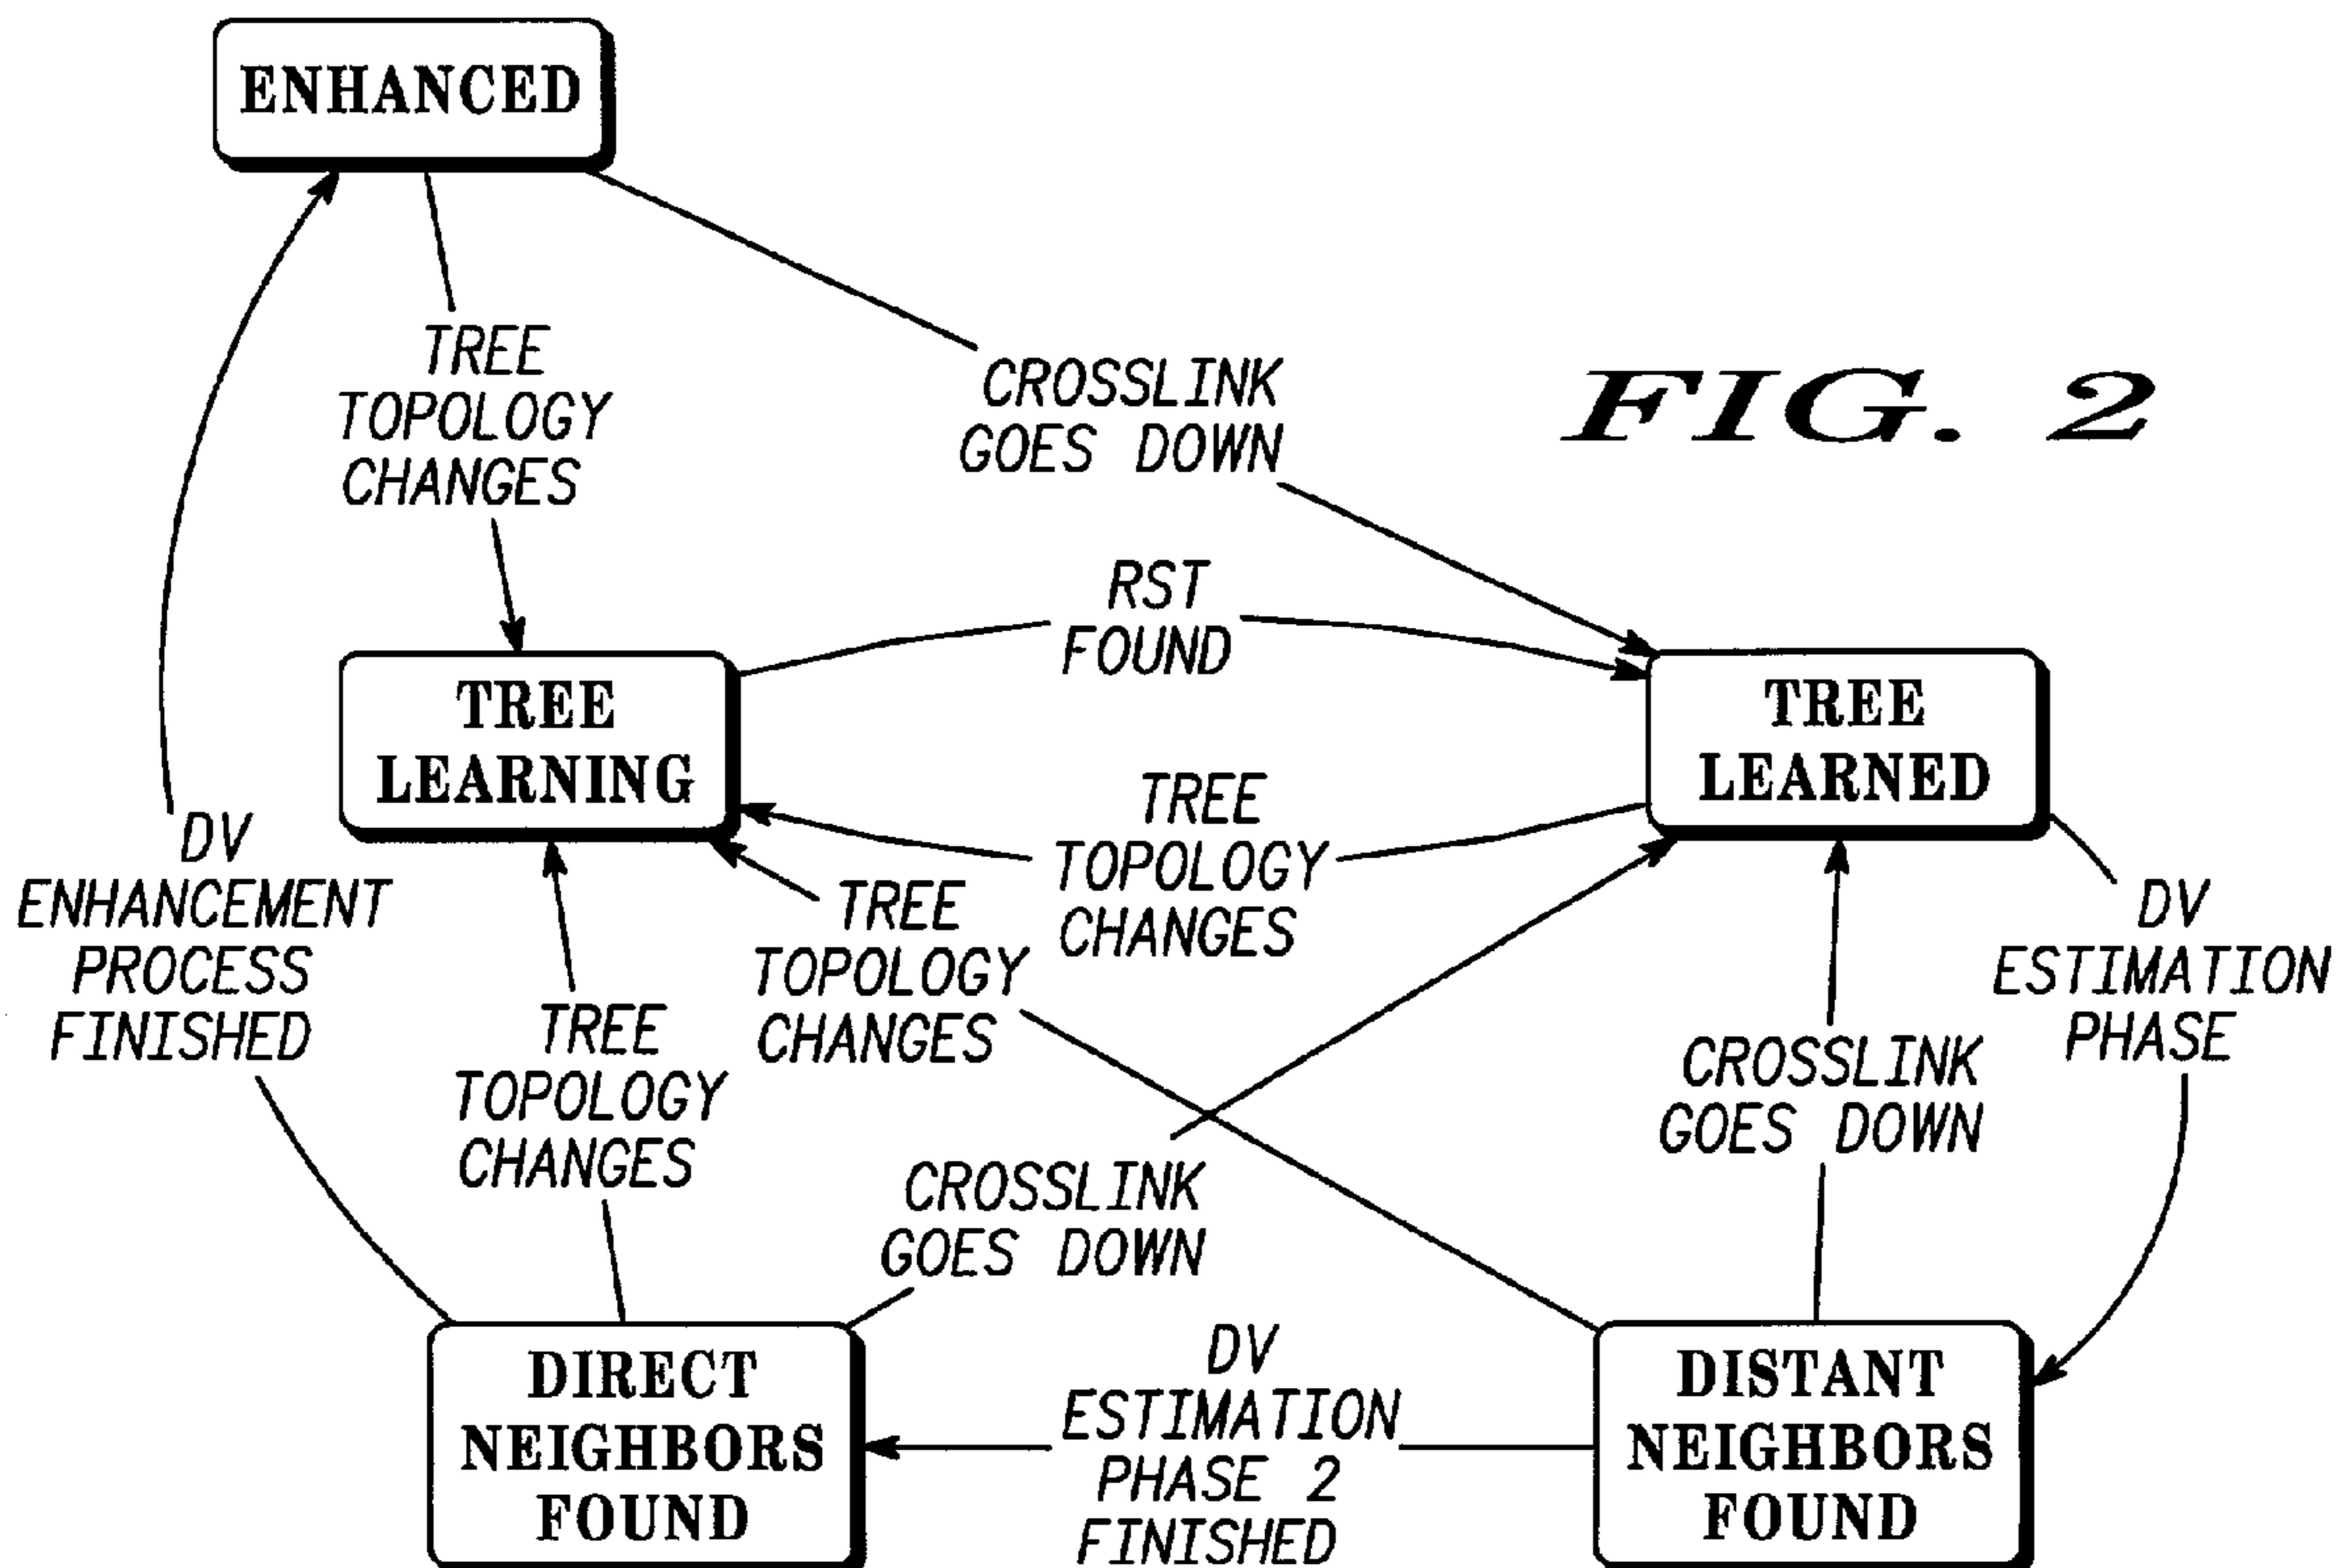 ENHANCED
TREE
TOPOLOGY
CHANGES
CROSSLINK
GOES DOWN
FIG. 2
RST
FOUND
TREE
LEARNING
TREE
LEARNED
TREE
TOPOLOGY
CHANGES
DV
ENHANCEMENT
PROCESS
FINISHED
TREE
TOPOLOGY
CHANGES
TREE
TOPOLOGY
CHANGES
DV
ESTIMATION
PHASE
CROSSLINK
GOES DOWN
CROSSLINK
GOES DOWN
DIRECT
NEIGHBORS
FOUND
DV
ESTIMATION
PHASE 2
FINISHED
DISTANT
NEIGHBORS
FOUND